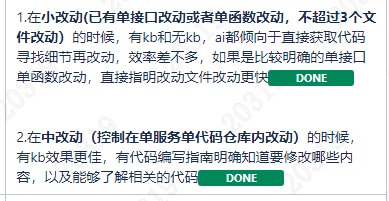 1.在小改动(已有单接口改动或者单函数改动，不超过3个文
件改动）的时候，有kb和无kb，ai都倾向于直接获取代码
寻找细节再改动，效率差不多，如果是比较明确的单接口
单函数改动，直接指明改动文件改动更快 DONE
2.在中改动（控制在单服务单代码仓库内改动）的时候，
有kb效果更佳，有代码编写指南明确知道要修改哪些内
容，以及能够了解相关的代码 DONE